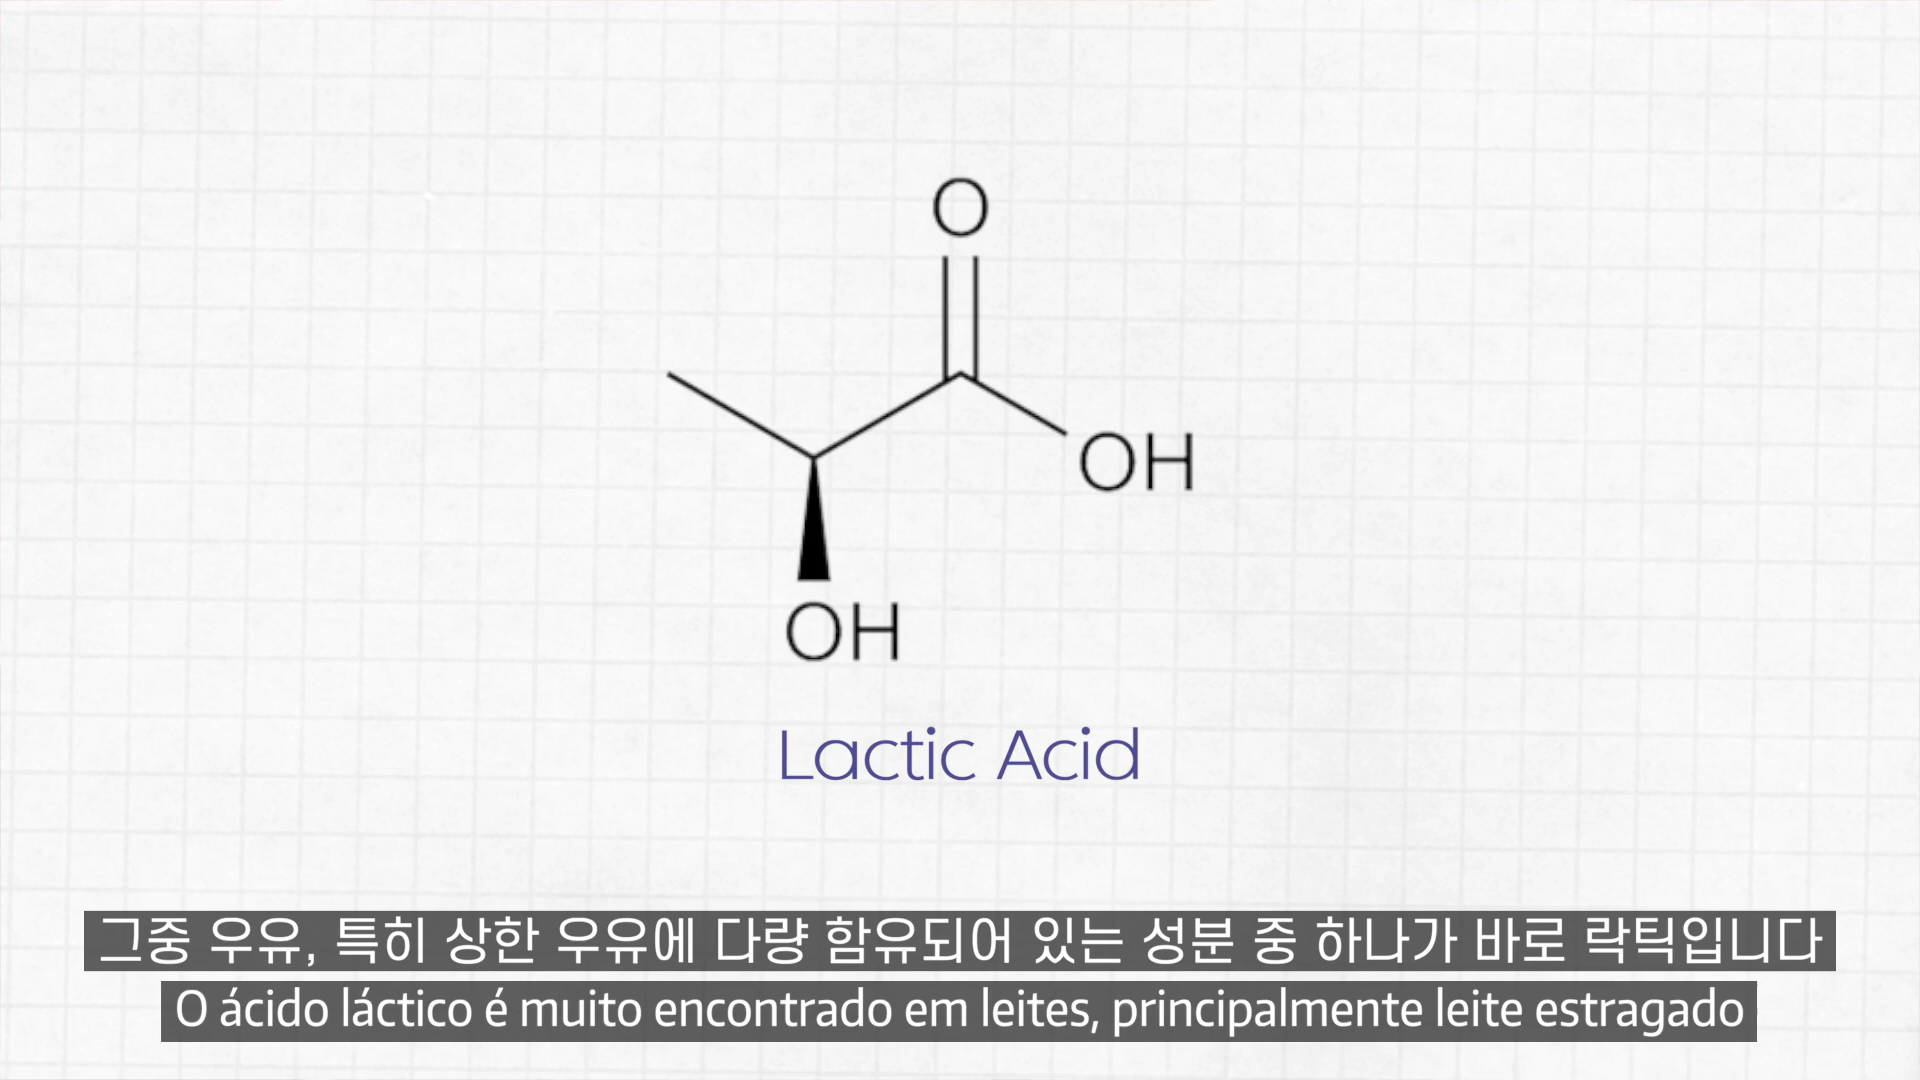 O
OH
OH
Lactic Acid
그중 우유, 특히 상한 우유에 다량 함유되어 있는 성분 중 하나가 바로 락틱입니다
O ácido láctico é muito encontrado em leites, principalmente leite estragado